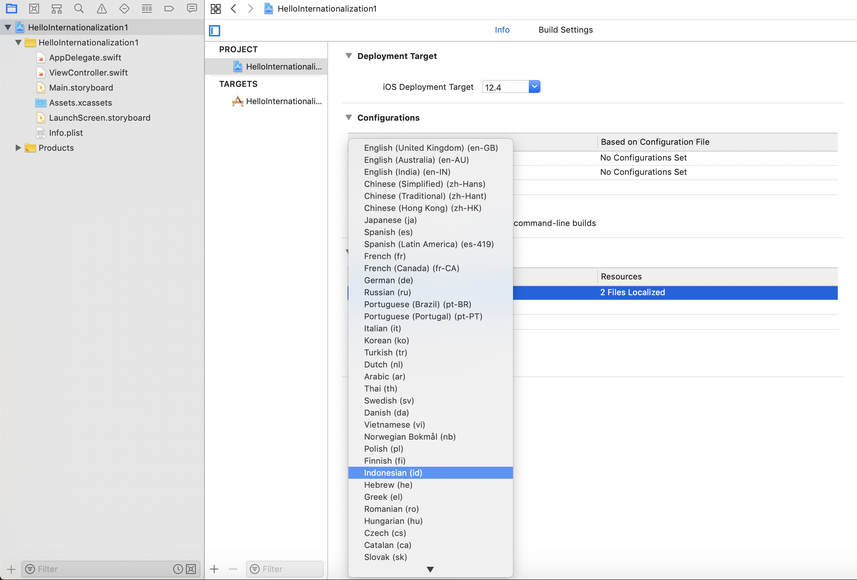 HelloInternationalization1
HelloInternationalization1
HelloInternationalization1
AppDelegate.swift
ViewController.swift
Main.storyboard
Assets.xcassets
LaunchScreen.storyboard
Info.plist
Products
Filter
Info
Build Settings
PROJECT
HelloInternationali...
TARGETS
HelloInternationali...
Filter
Deployment Target
iOS Deployment Target
12.4
Configurations
Based on Configuration File
No Configurations Set
No Configurations Set
command-line builds
Resources
2 Files Localized
English (United Kingdom) (en-GB)
English (Australia) (en-AU)
English (India) (en-IN)
Chinese (Simplified) (zh-Hans)
Chinese (Traditional) (zh-Hant)
Chinese (Hong Kong) (zh-HK)
Japanese (ja)
Spanish (es)
Spanish (Latin America) (es-419)
French (fr)
French (Canada) (fr-CA)
German (de)
Russian (ru)
Portuguese (Brazil) (pt-BR)
Portuguese (Portugal) (pt-PT)
Italian (it)
Korean (ko)
Turkish (tr)
Dutch (nl)
Arabic (ar)
Thai (th)
Swedish (sv)
Danish (da)
Vietnamese (vi)
Norwegian Bokmål (nb)
Polish (pl)
Finnish (fi)
Indonesian (id)
Hebrew (he)
Greek (el)
Romanian (ro)
Hungarian (hu)
Czech (cs)
Catalan (ca)
Slovak (sk)